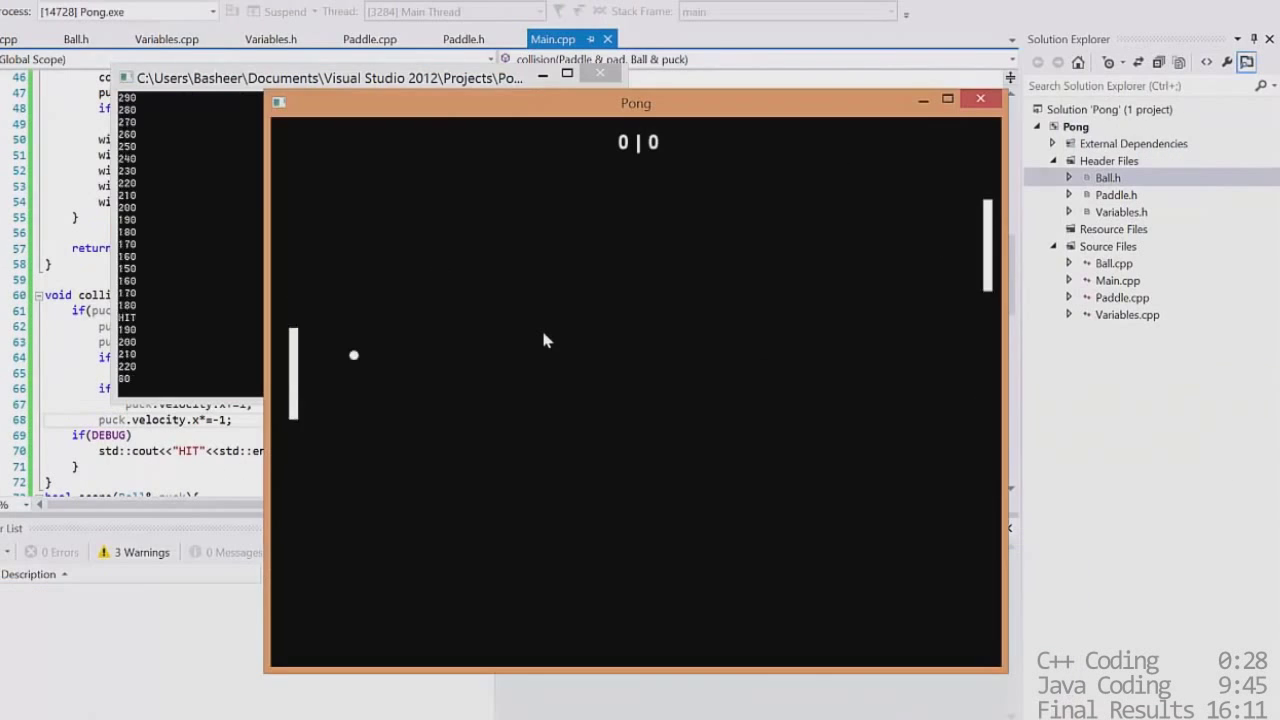 ocess: [14728] Pong.exe Suspend Thread: [3284] Main Thread Stack Frame: main
cpp Ball.h Variables.cpp Variables.h Paddle.cpp Paddle.h Main.cpp
Global Scope) collision(Paddle & pad, Ball & puck)
C:\Users\Basheer\Documents\Visual Studio 2012\Projects\Po...
Pong
0 | 0
46 co
47 pu
48 if
49
50 wi
51 wi
52 wi
53 wi
54 wi
55 }
56
57 return
58 }
59
60 void colli
61 if(puc
62 pu
63 pu
64 if
65
66 if
67 puck.velocity.x+=1;
68 puck.velocity.x*=-1;
69 if(DEBUG)
70 std::cout<<"HIT"<<std::en
71 }
72 }
bool score(Ball& puck){
290
280
270
260
250
240
230
220
210
200
190
180
170
160
150
160
170
180
HIT
190
200
210
220
80
%
r List
0 Errors 3 Warnings 0 Messages
Description
Solution Explorer
Search Solution Explorer (Ctrl+;)
Solution 'Pong' (1 project)
Pong
External Dependencies
Header Files
Ball.h
Paddle.h
Variables.h
Resource Files
Source Files
Ball.cpp
Main.cpp
Paddle.cpp
Variables.cpp
C++ Coding 0:28
Java Coding 9:45
Final Results 16:11